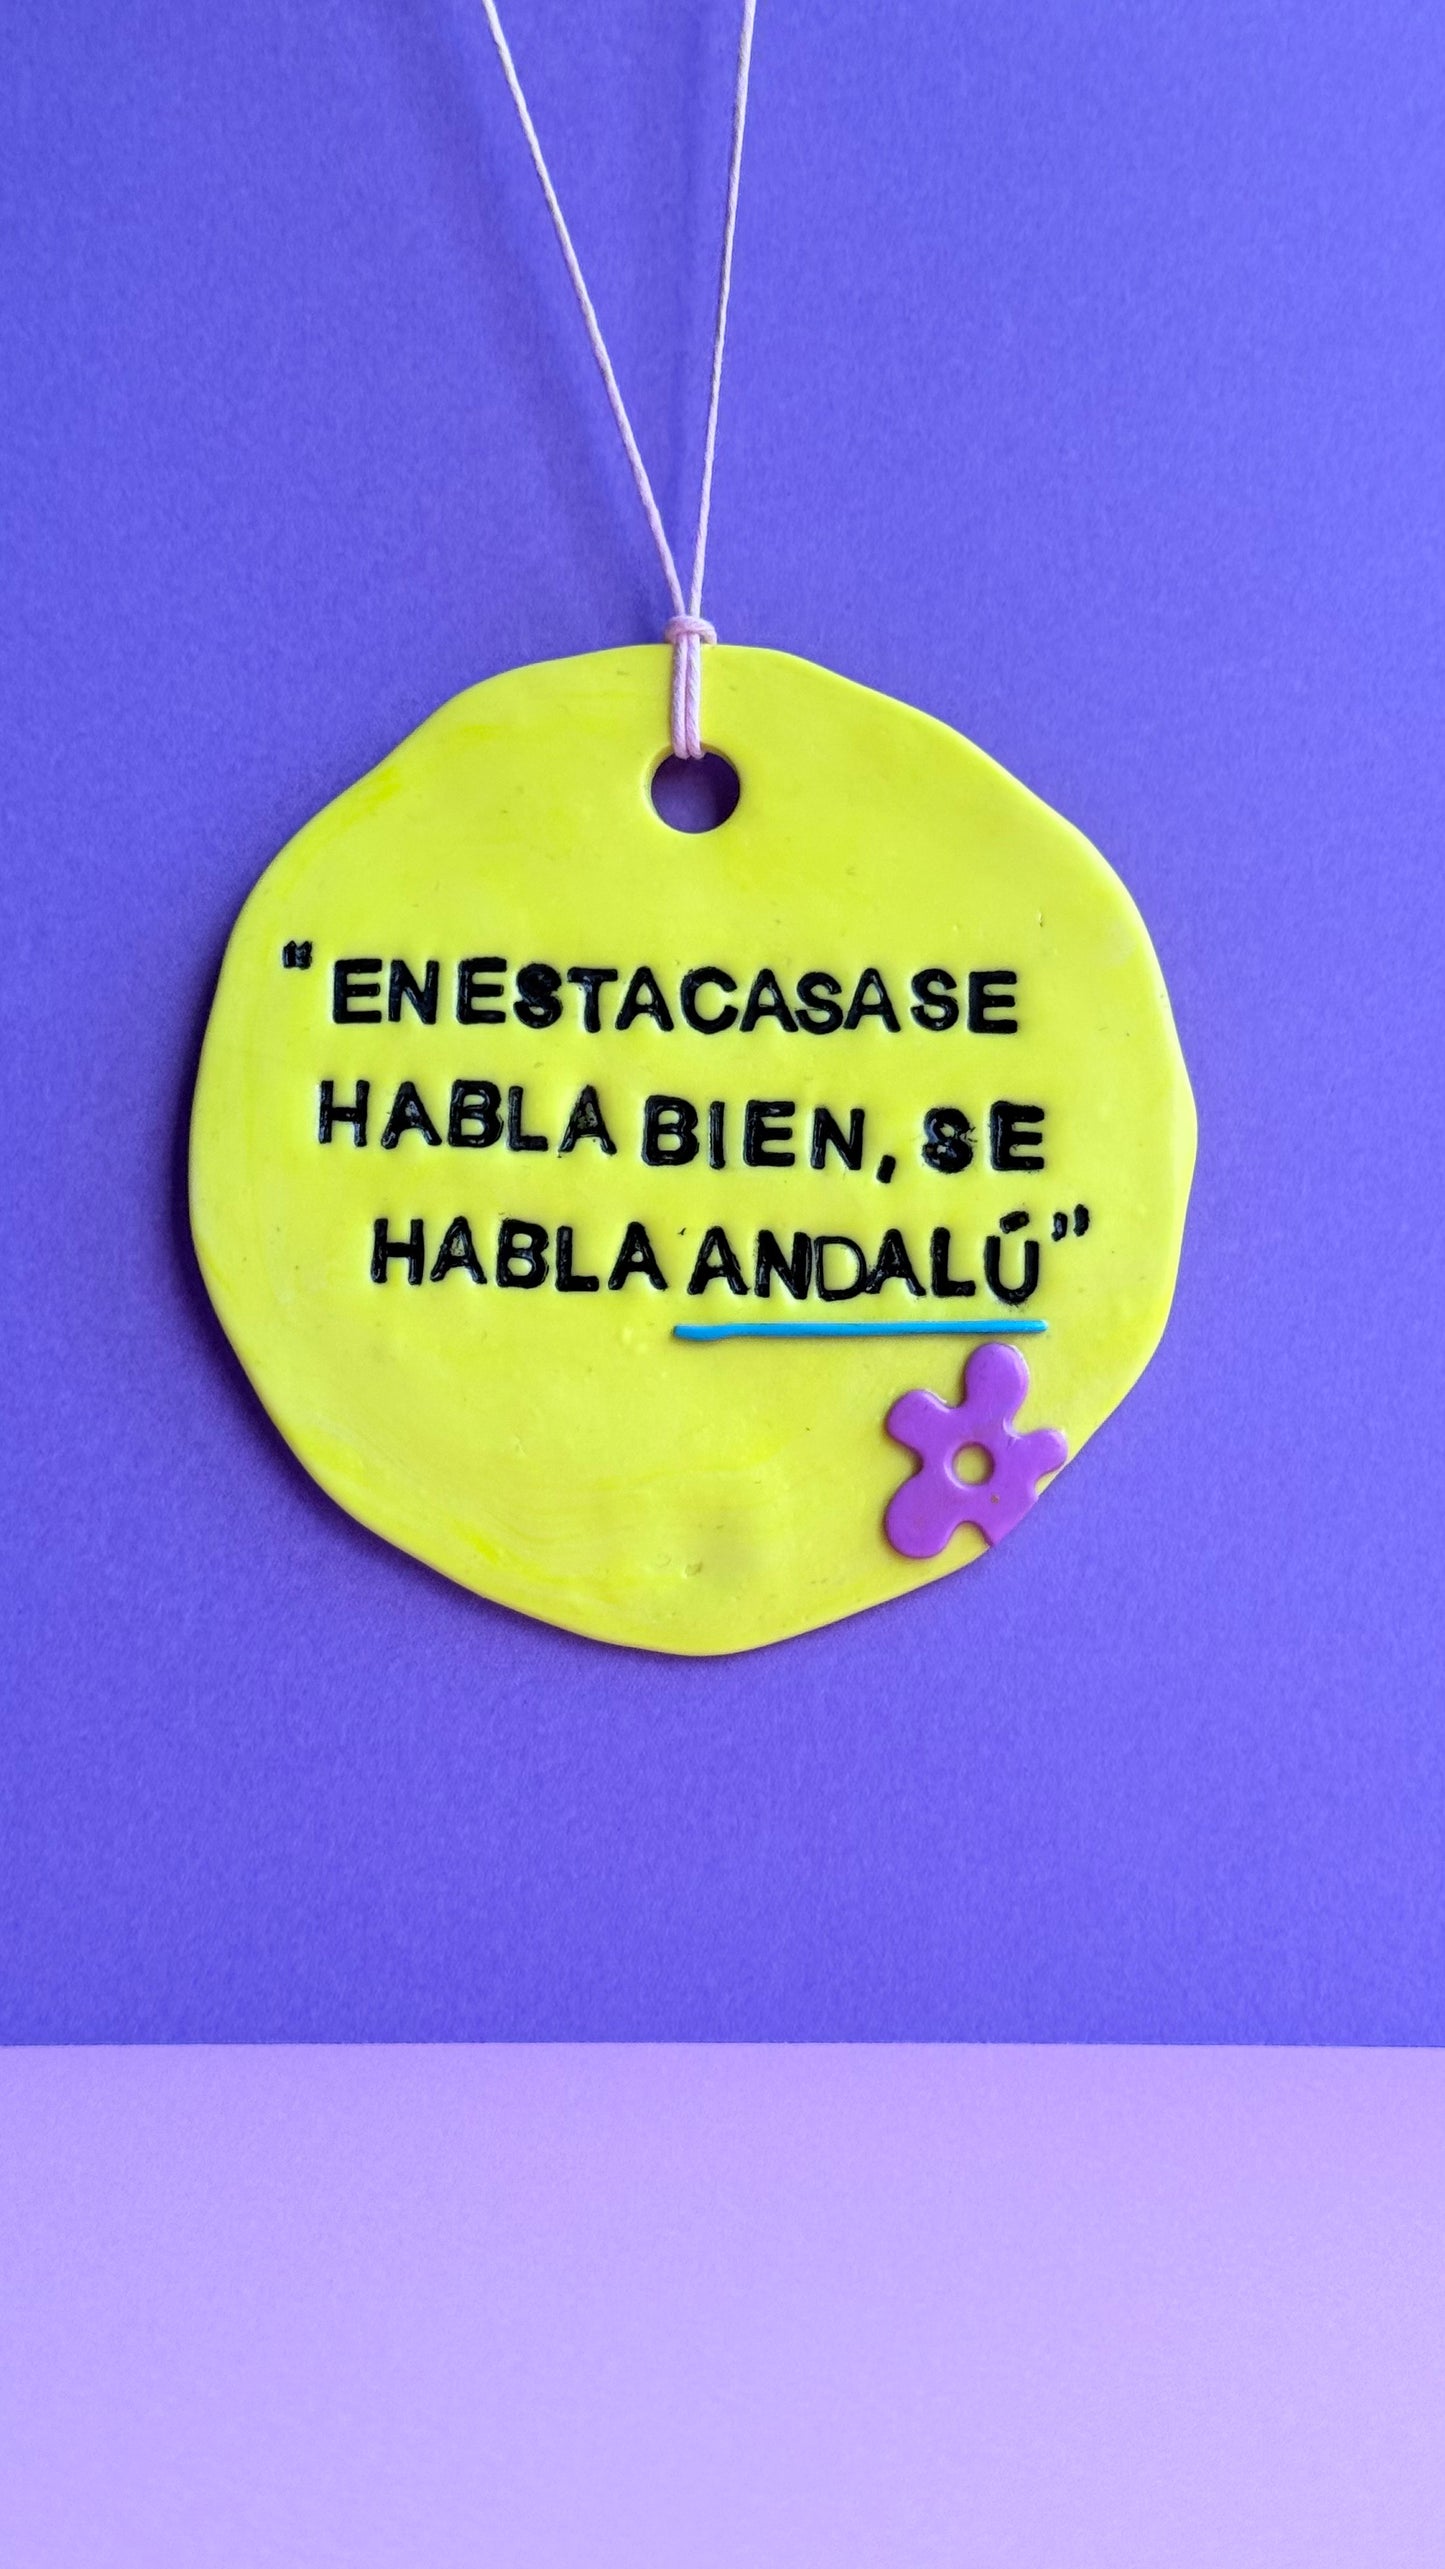 “EN ESTA CASA SE
HABLA BIEN, SE
HABLA ANDALÚ”